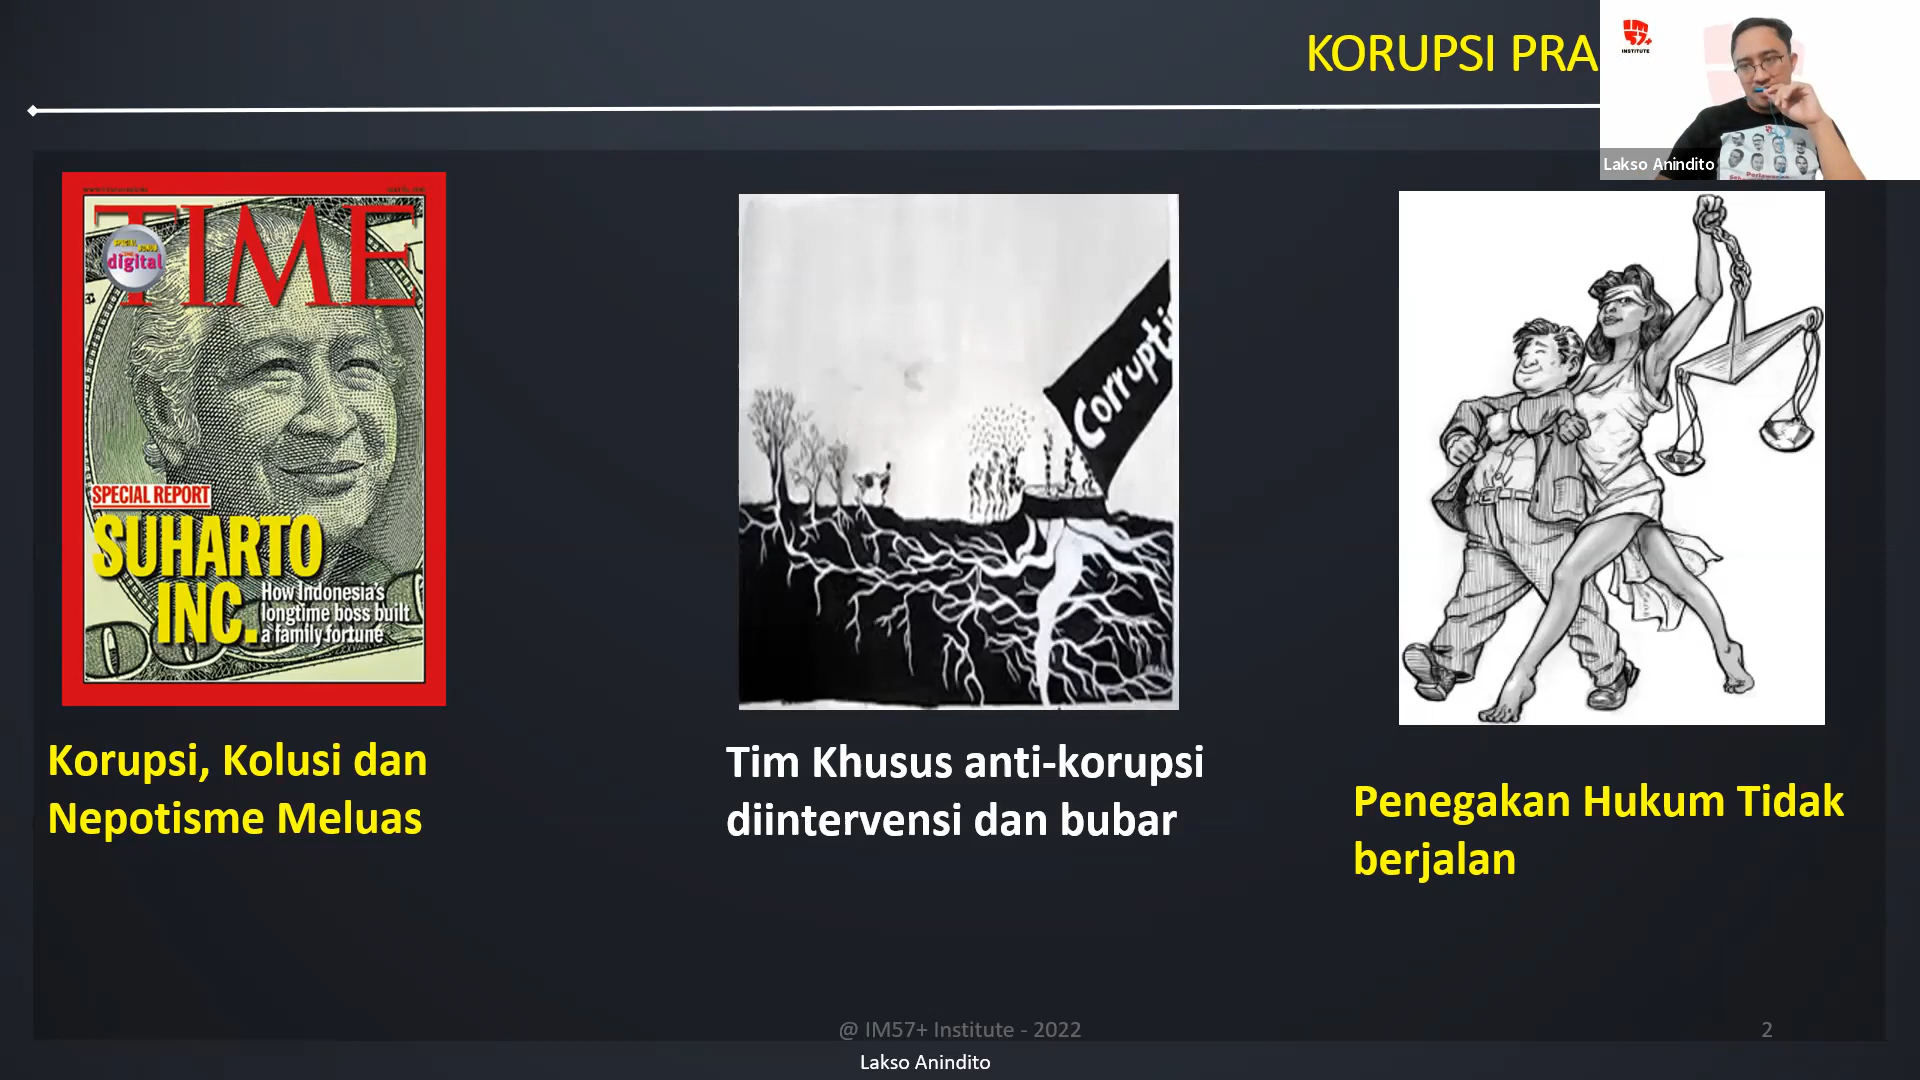 KORUPSI PRA
INSTITUTE
Lakso Anindito
TIME
digital
SPECIAL REPORT
SUHARTO
INC.
How Indonesia's
longtime boss built
a family fortune
Corrupti
Korupsi, Kolusi dan
Nepotisme Meluas
Tim Khusus anti-korupsi
diintervensi dan bubar
Penegakan Hukum Tidak
berjalan
@ IM57+ Institute - 2022
2
Lakso Anindito